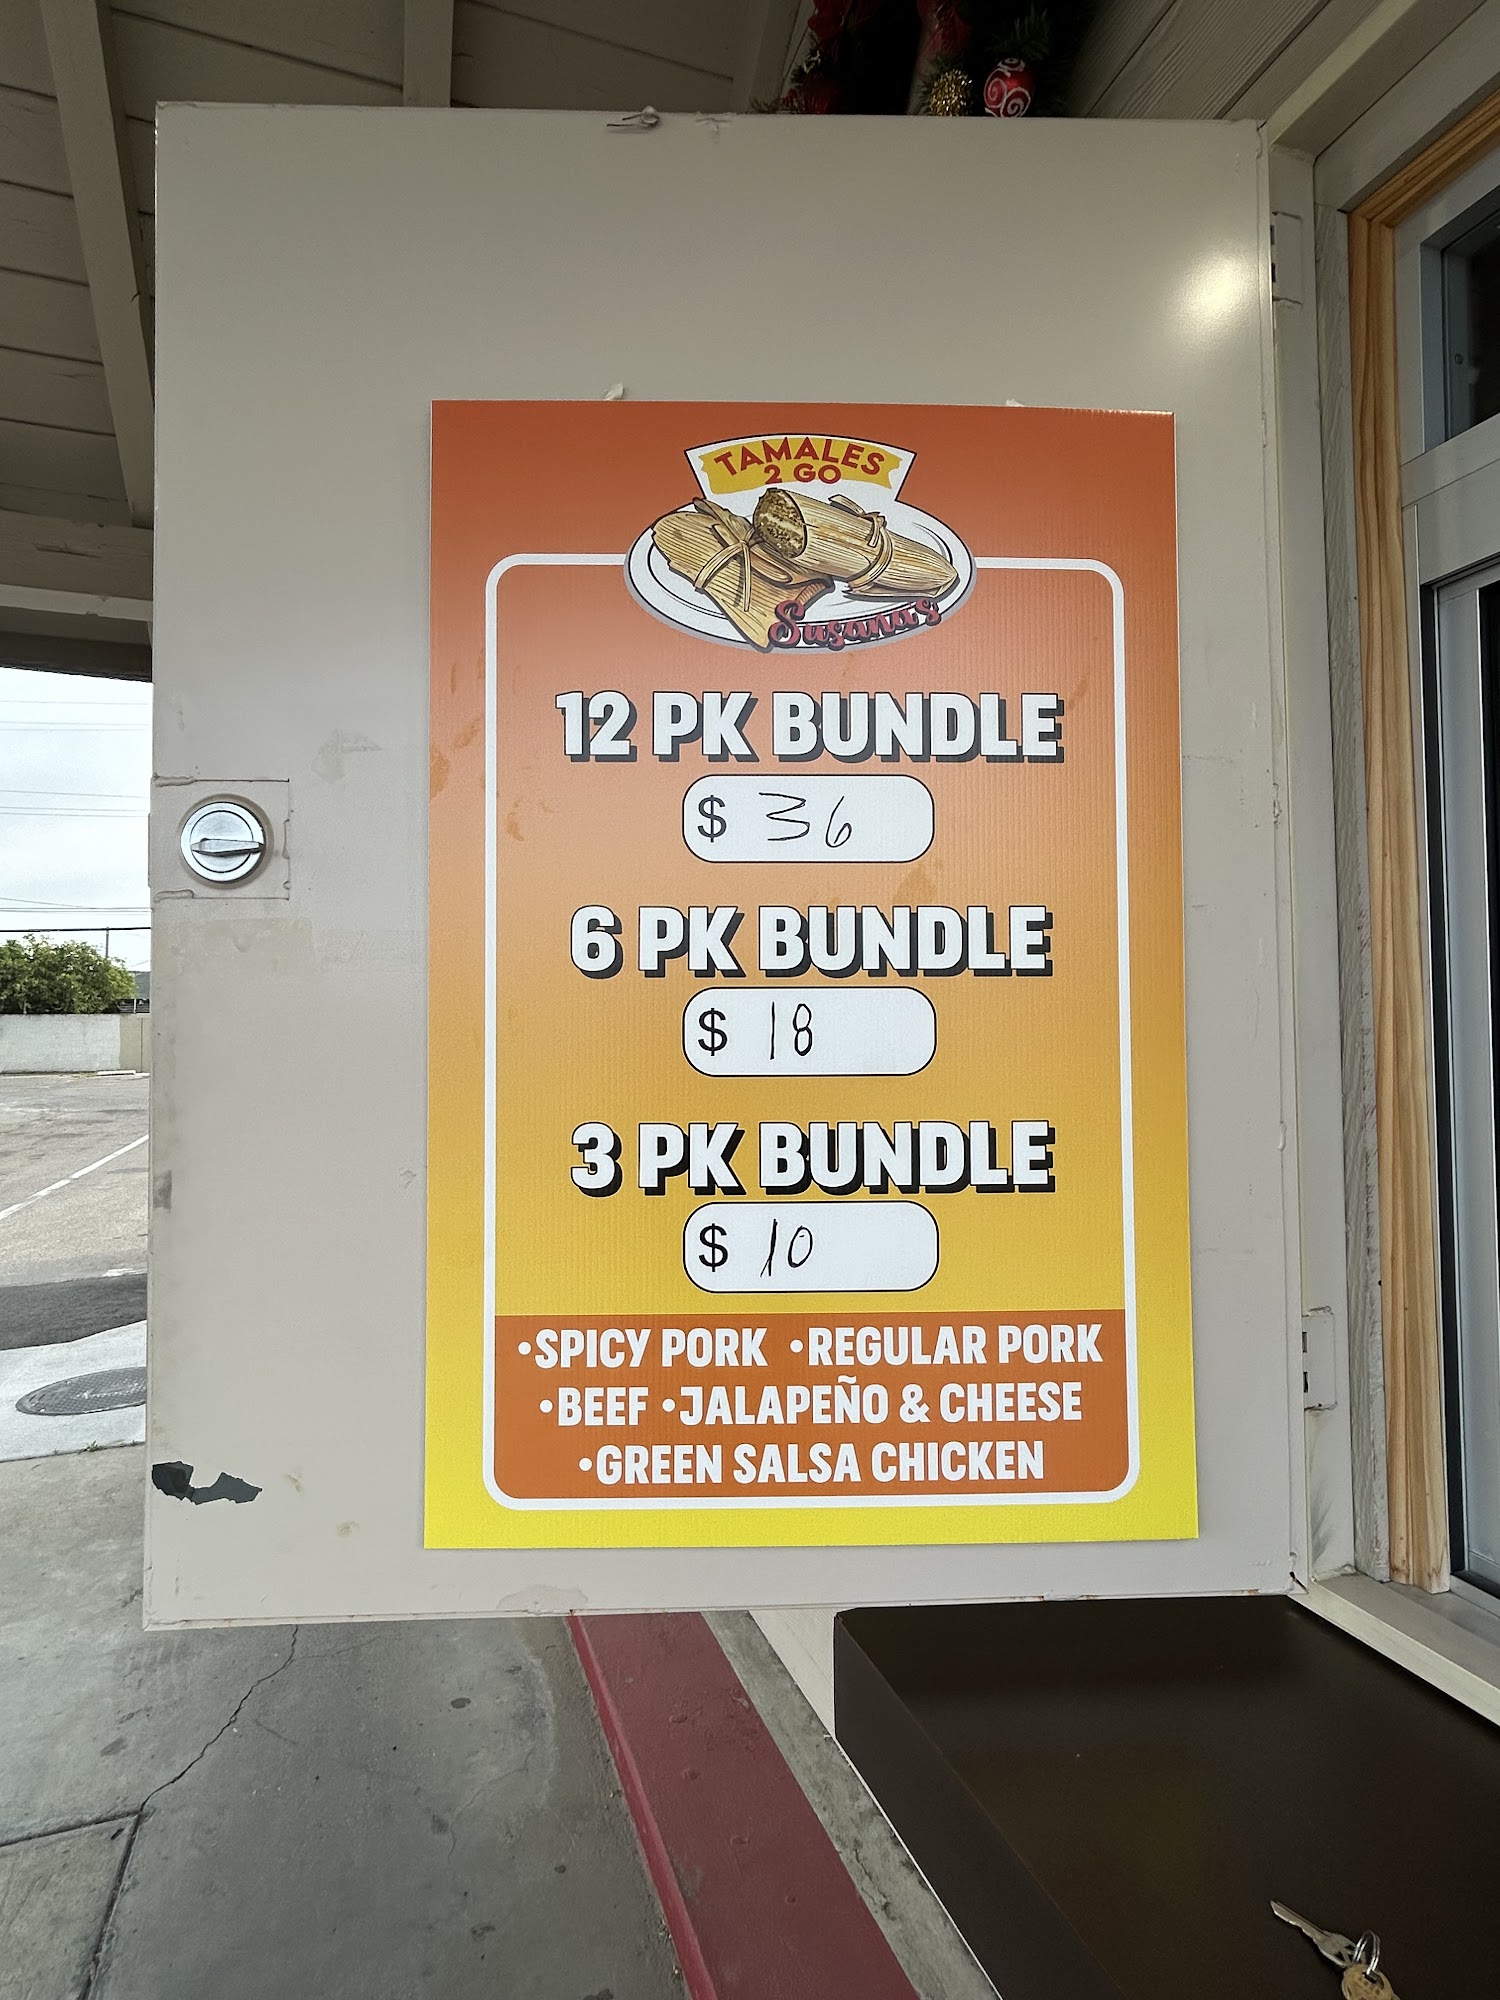 TAMALES
2 GO
Susana's
12 PK BUNDLE
$ 36
6 PK BUNDLE
$ 18
3 PK BUNDLE
$ 10
•SPICY PORK •REGULAR PORK
•BEEF •JALAPEÑO & CHEESE
•GREEN SALSA CHICKEN